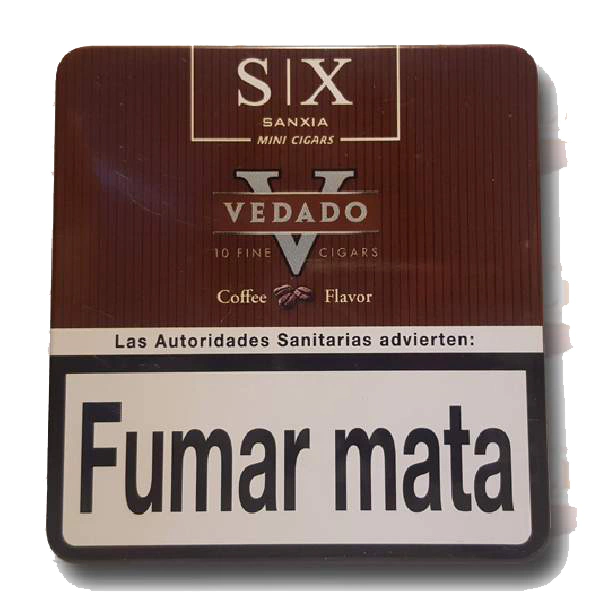 S|X
SANXIA
MINI CIGARS
V
VEDADO
10 FINE CIGARS
Coffee Flavor
Las Autoridades Sanitarias advierten:
Fumar mata